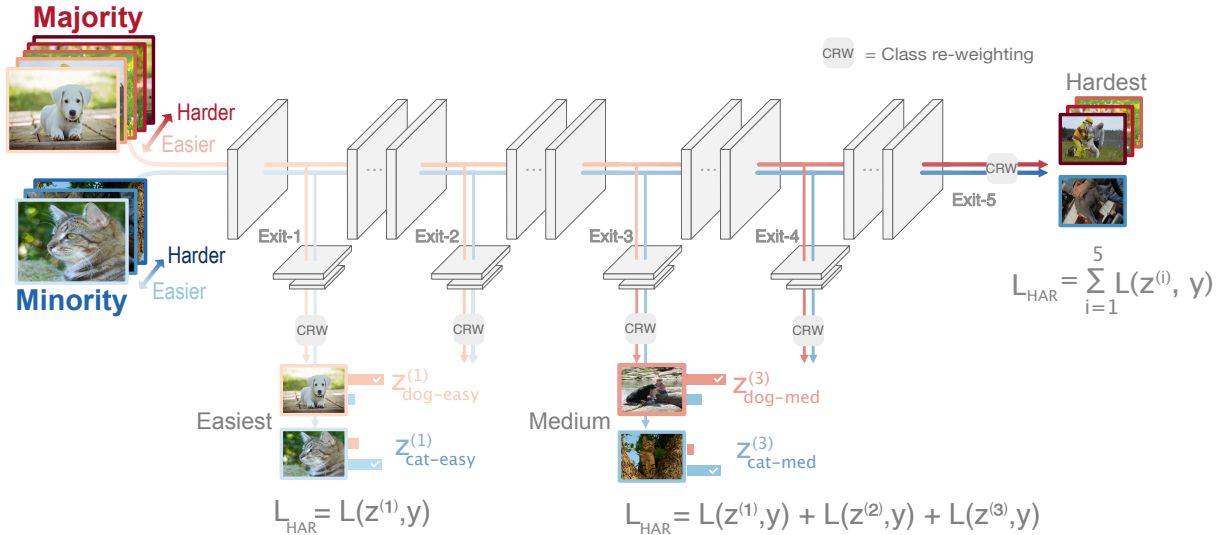 Majority
CRW = Class re-weighting
Hardest
Harder
Easier
...
...
...
...
CRW
Exit-5
Exit-1
Exit-2
Exit-3
Exit-4
Harder
Easier
Minority
L_HAR = 5 ∑ i=1 L(z^(i), y)
CRW
CRW
CRW
CRW
z^(1) dog-easy
z^(3) dog-med
Easiest
Medium
z^(1) cat-easy
z^(3) cat-med
L_HAR = L(z^(1),y)
L_HAR = L(z^(1),y) + L(z^(2),y) + L(z^(3),y)